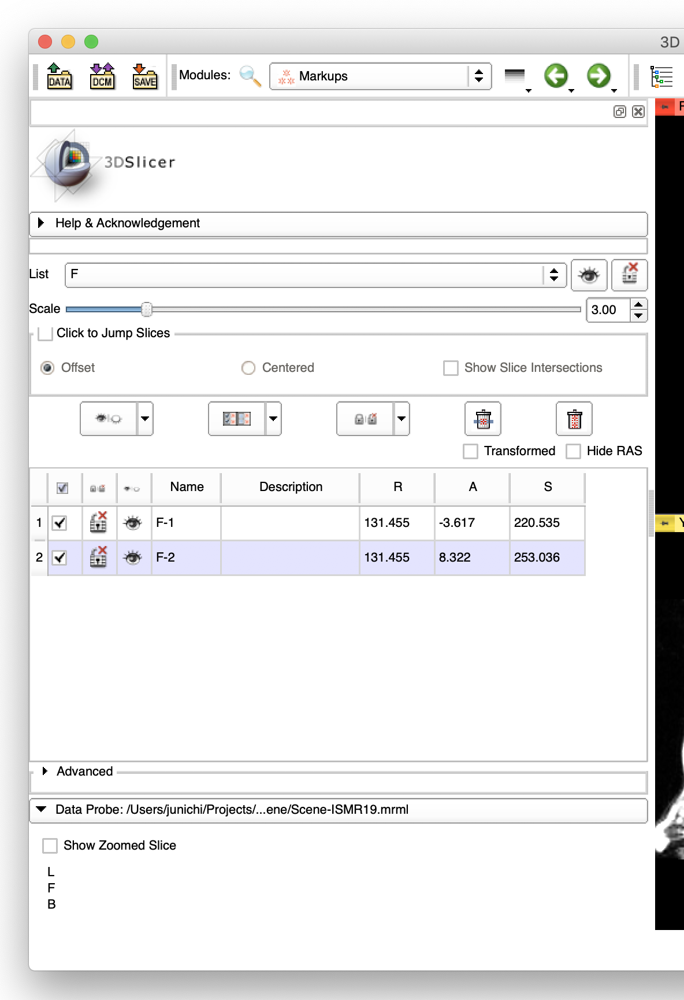 3D
DATA DCM SAVE Modules: Markups
3DSlicer
Help & Acknowledgement
List F
Scale 3.00
Click to Jump Slices
Offset Centered Show Slice Intersections
Transformed Hide RAS
Name Description R A S
1 F-1 131.455 -3.617 220.535
2 F-2 131.455 8.322 253.036
Advanced
Data Probe: /Users/junichi/Projects/...ene/Scene-ISMR19.mrml
Show Zoomed Slice
L
F
B